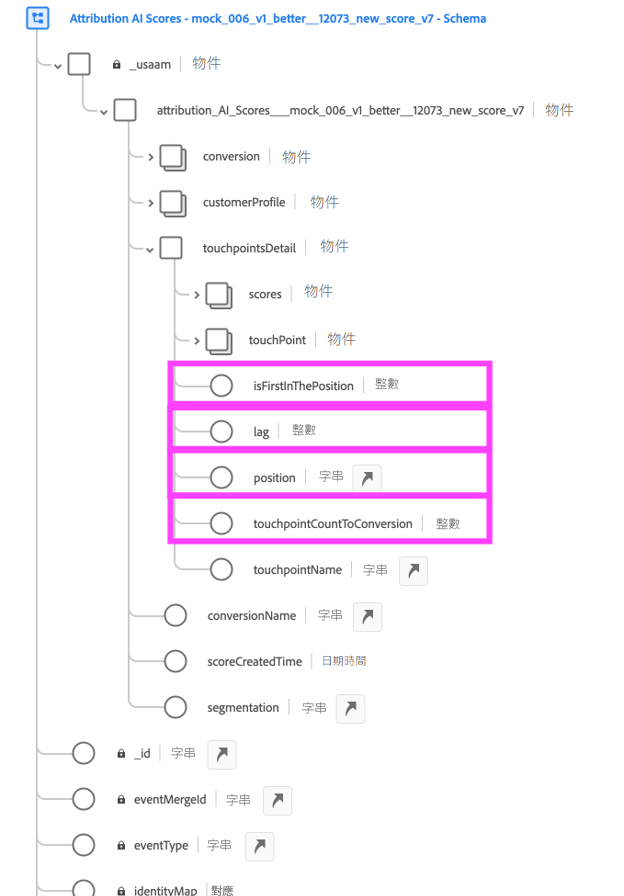 Attribution AI Scores - mock_006_v1_better__12073_new_score_v7 - Schema
_usaam 物件
attribution_AI_Scores___mock_006_v1_better__12073_new_score_v7 物件
conversion 物件
customerProfile 物件
touchpointsDetail 物件
scores 物件
touchPoint 物件
isFirstInThePosition 整數
lag 整數
position 字串
touchpointCountToConversion 整數
touchpointName 字串
conversionName 字串
scoreCreatedTime 日期時間
segmentation 字串
_id 字串
eventMergeId 字串
eventType 字串
identityMap 對應